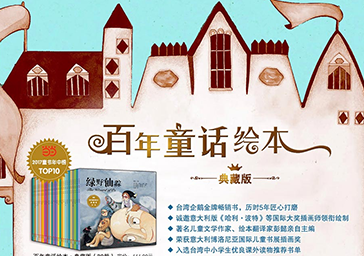 百年童话绘本
典藏版
当当
2017童书年中榜
TOP10
绿野仙踪
台湾企鹅金牌畅销书，历时5年匠心打磨
诚邀意大利版《哈利·波特》等国际大奖插画师领衔绘制
著名儿童文学作家、绘本翻译家彭懿亲自主编
荣获意大利博洛尼亚国际儿童书展插画奖
入选台湾中小学生优良课外读物推荐书单